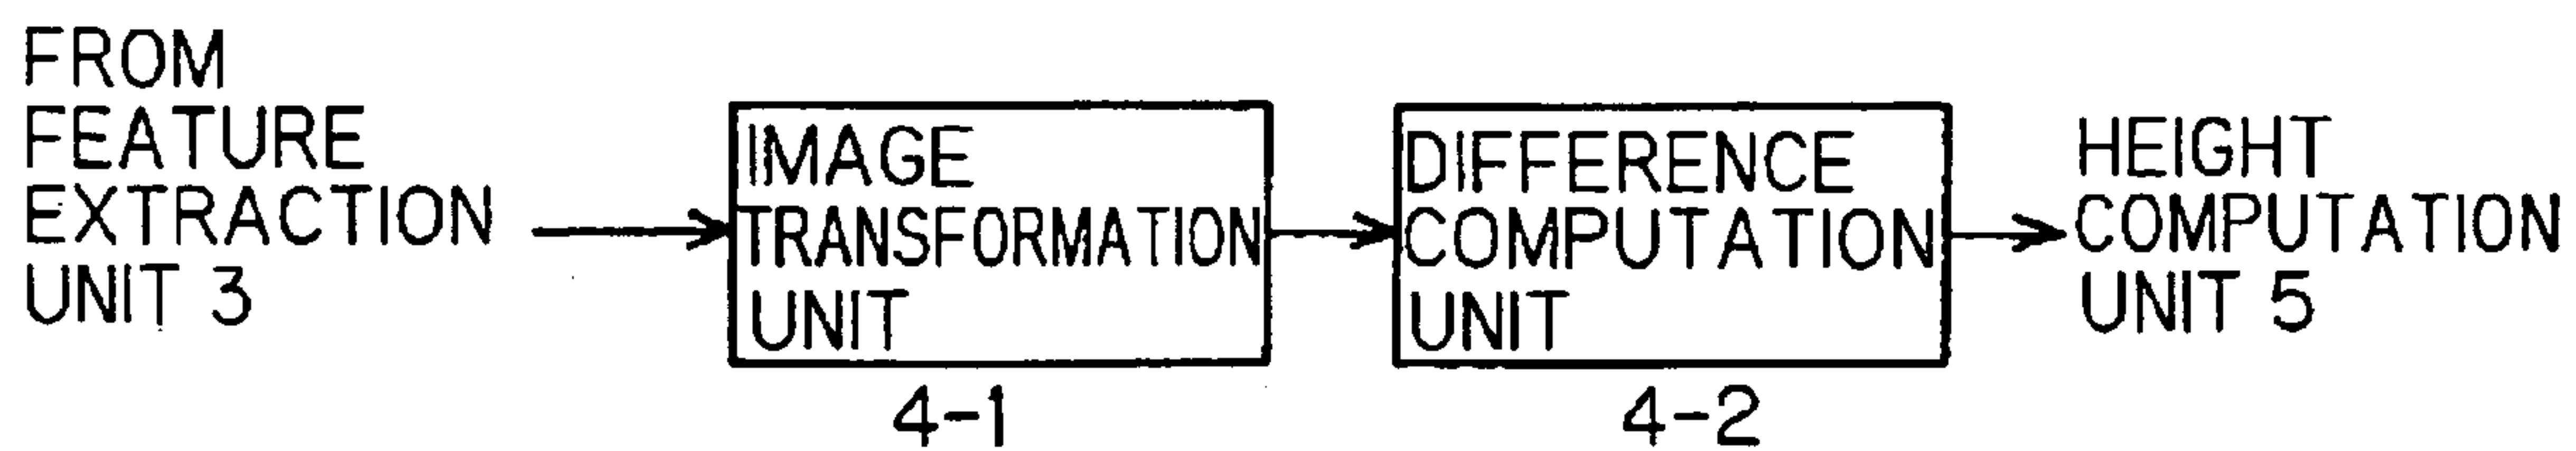 FROM
FEATURE
EXTRACTION
UNIT 3
IMAGE
TRANSFORMATION
UNIT
4-1
DIFFERENCE
COMPUTATION
UNIT
4-2
HEIGHT
COMPUTATION
UNIT 5